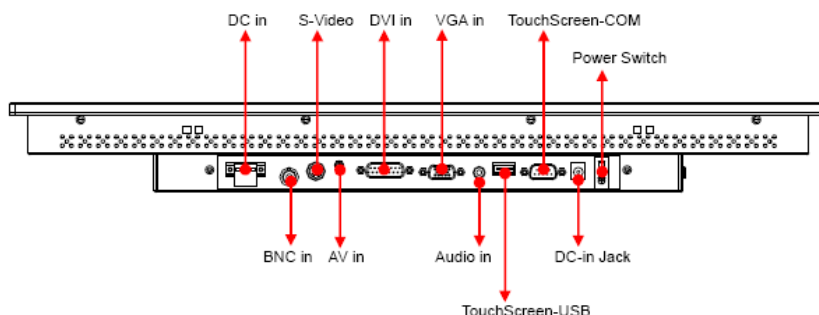 DC in
S-Video
DVI in
VGA in
TouchScreen-COM
Power Switch
BNC in
AV in
Audio in
DC-in Jack
TouchScreen-USB